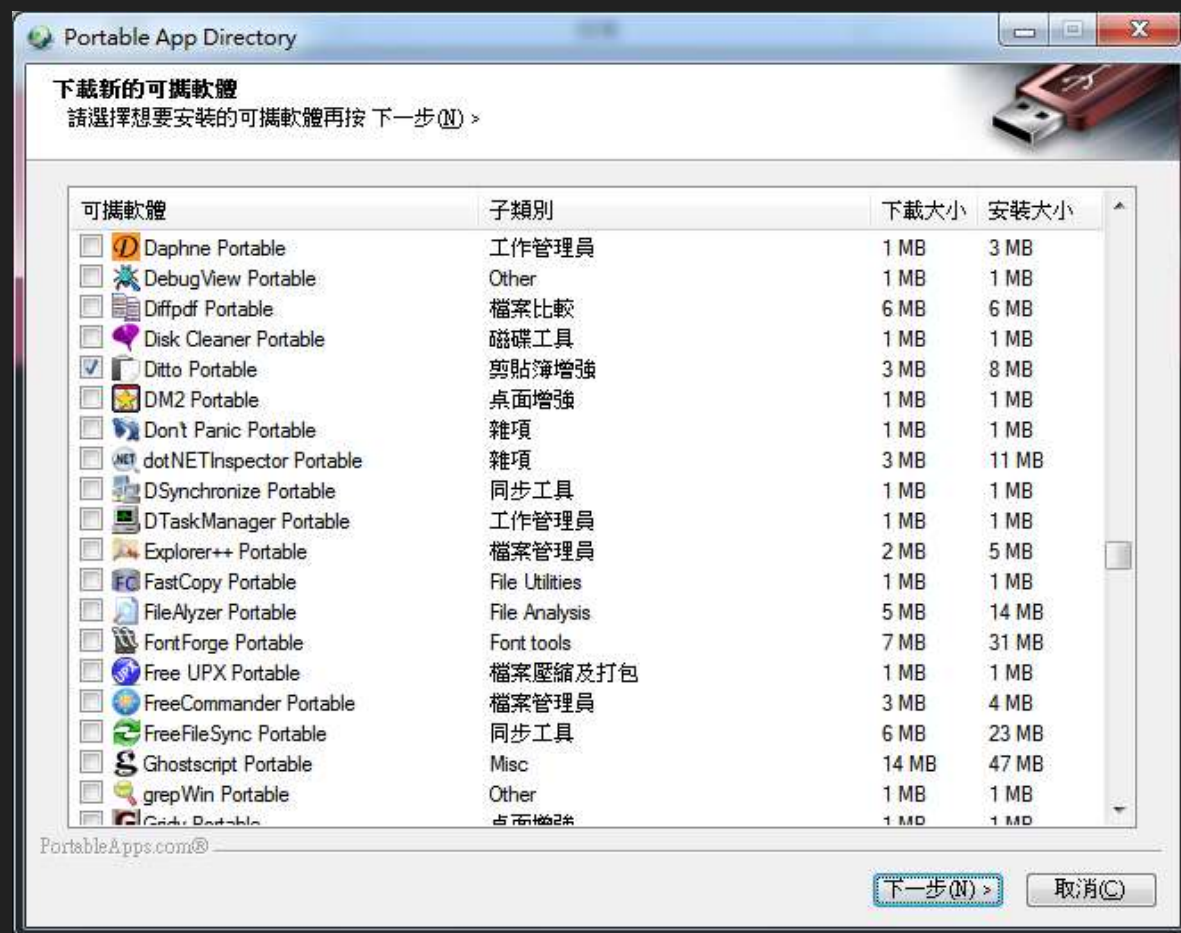 Portable App Directory
下載新的可攜軟體
請選擇想要安裝的可攜軟體再按 下一步(N) >
可攜軟體 子類別 下載大小 安裝大小
Daphne Portable 工作管理員 1 MB 3 MB
DebugView Portable Other 1 MB 1 MB
Diffpdf Portable 檔案比較 6 MB 6 MB
Disk Cleaner Portable 磁碟工具 1 MB 1 MB
Ditto Portable 剪貼簿增強 3 MB 8 MB
DM2 Portable 桌面增強 1 MB 1 MB
Don't Panic Portable 雜項 1 MB 1 MB
dotNETInspector Portable 雜項 3 MB 11 MB
DSynchronize Portable 同步工具 1 MB 1 MB
DTaskManager Portable 工作管理員 1 MB 1 MB
Explorer++ Portable 檔案管理員 2 MB 5 MB
FastCopy Portable File Utilities 1 MB 1 MB
FileAlyzer Portable File Analysis 5 MB 14 MB
FontForge Portable Font tools 7 MB 31 MB
Free UPX Portable 檔案壓縮及打包 1 MB 1 MB
FreeCommander Portable 檔案管理員 3 MB 4 MB
FreeFileSync Portable 同步工具 6 MB 23 MB
Ghostscript Portable Misc 14 MB 47 MB
grepWin Portable Other 1 MB 1 MB
Gridy Portable 桌面增強 1 MB 1 MB
PortableApps.com®
下一步(N) > 取消(C)